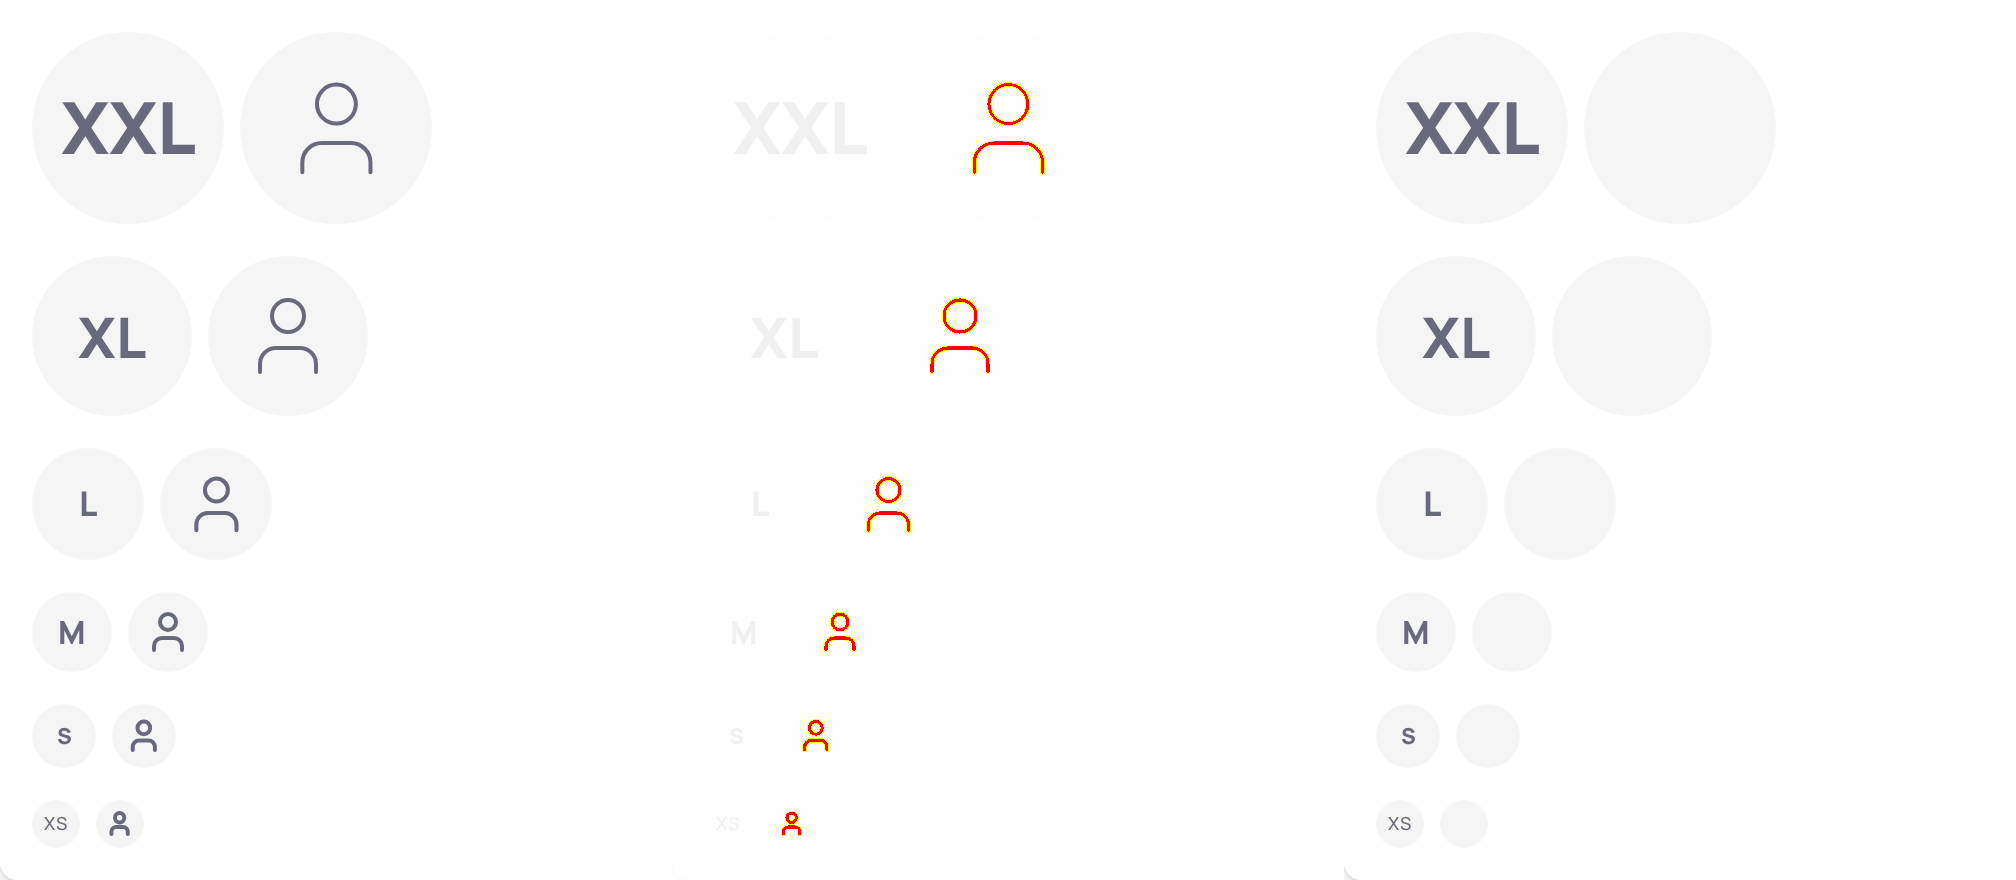 XXL XXL XXL
XL XL XL
L L L
M M M
S S S
XS XS XS